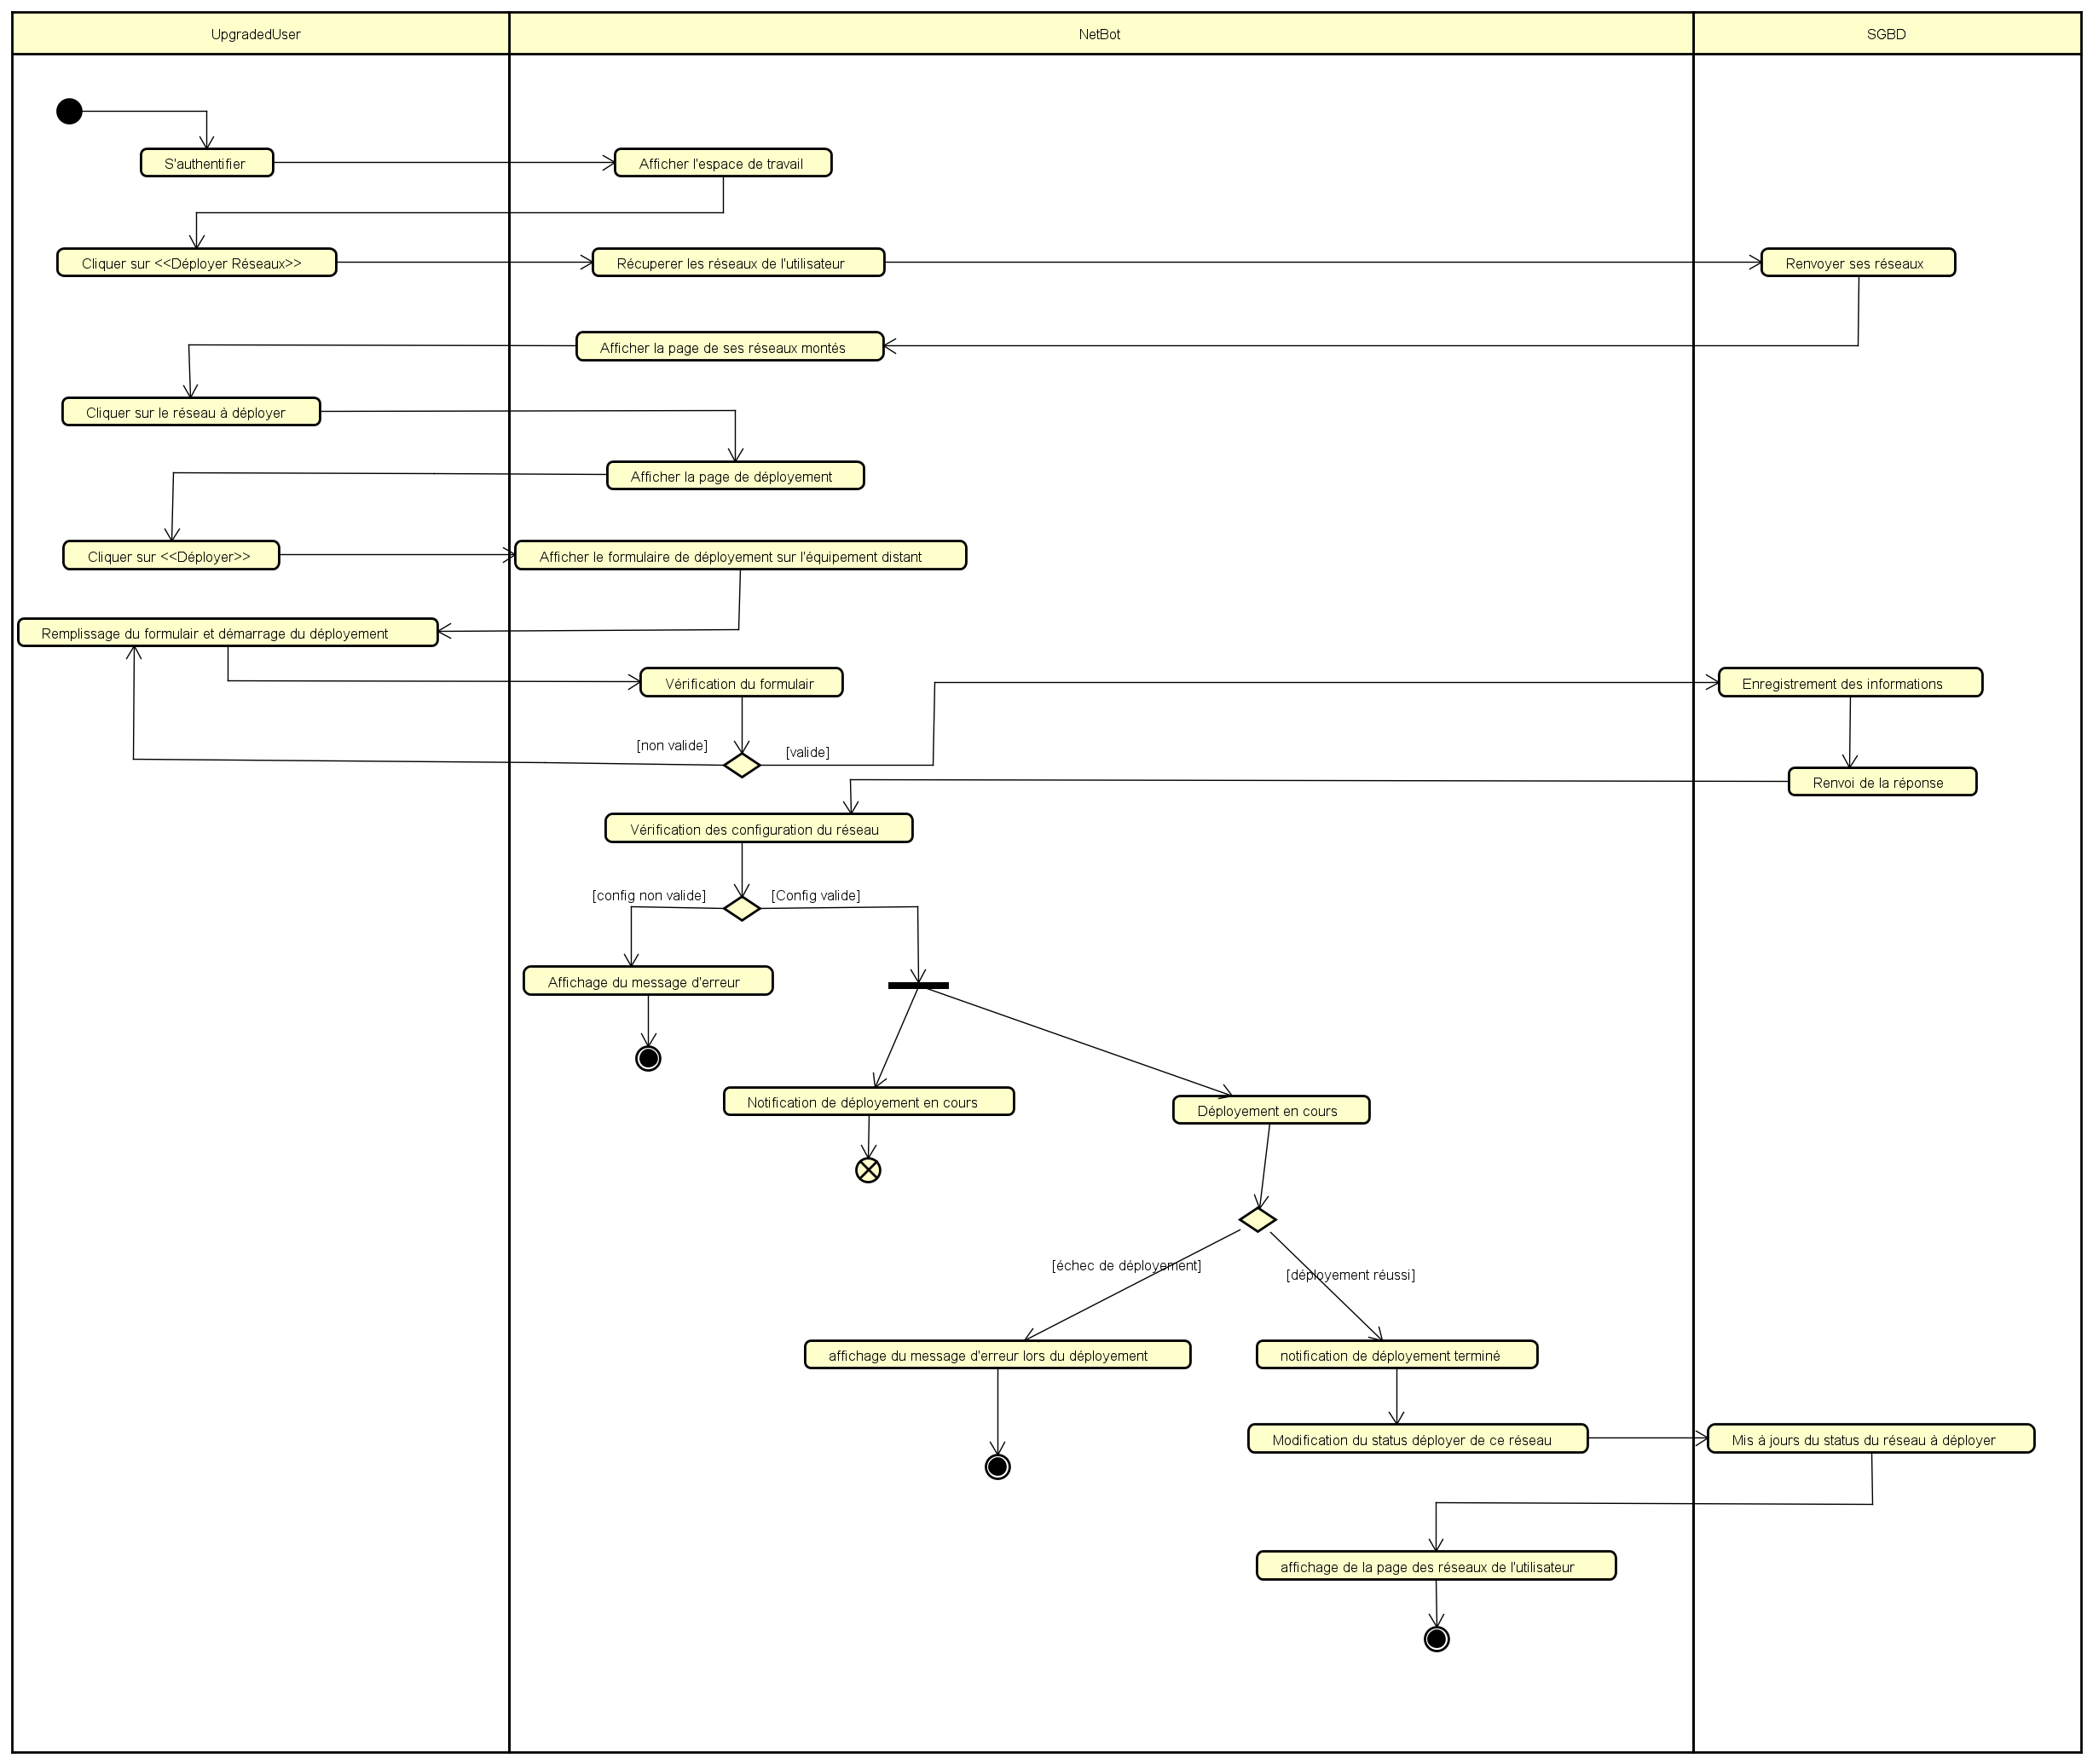 UpgradedUser
NetBot
SGBD
S'authentifier
Afficher l'espace de travail
Cliquer sur <<Déployer Réseaux>>
Récuperer les réseaux de l'utilisateur
Renvoyer ses réseaux
Afficher la page de ses réseaux montés
Cliquer sur le réseau à déployer
Afficher la page de déployement
Cliquer sur <<Déployer>>
Afficher le formulaire de déployement sur l'équipement distant
Remplissage du formulair et démarrage du déployement
Vérification du formulair
Enregistrement des informations
[non valide]
[valide]
Renvoi de la réponse
Vérification des configuration du réseau
[config non valide]
[Config valide]
Affichage du message d'erreur
Notification de déployement en cours
Déployement en cours
[échec de déployement]
[déployement réussi]
affichage du message d'erreur lors du déployement
notification de déployement terminé
Modification du status déployer de ce réseau
Mis à jours du status du réseau à déployer
affichage de la page des réseaux de l'utilisateur